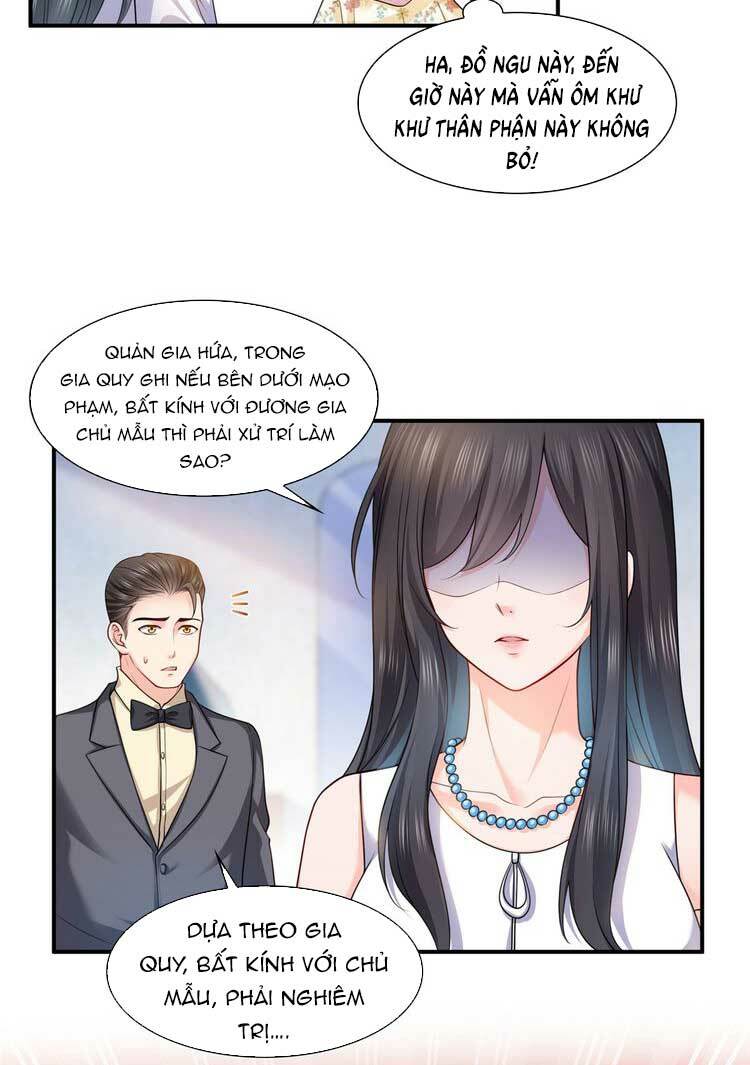 HA, ĐỒ NGU NÀY, ĐẾN
GIỜ NÀY MÀ VẪN ÔM KHƯ
KHƯ THÂN PHẬN NÀY KHÔNG
BỎ!
QUẢN GIA HỨA, TRONG
GIA QUY GHI NẾU BÊN DƯỚI MẠO
PHẠM, BẤT KÍNH VỚI ĐƯƠNG GIA
CHỦ MẪU THÌ PHẢI XỬ TRÍ LÀM
SAO?
DỰA THEO GIA
QUY, BẤT KÍNH VỚI CHỦ
MẪU, PHẢI NGHIÊM
TRỊ....